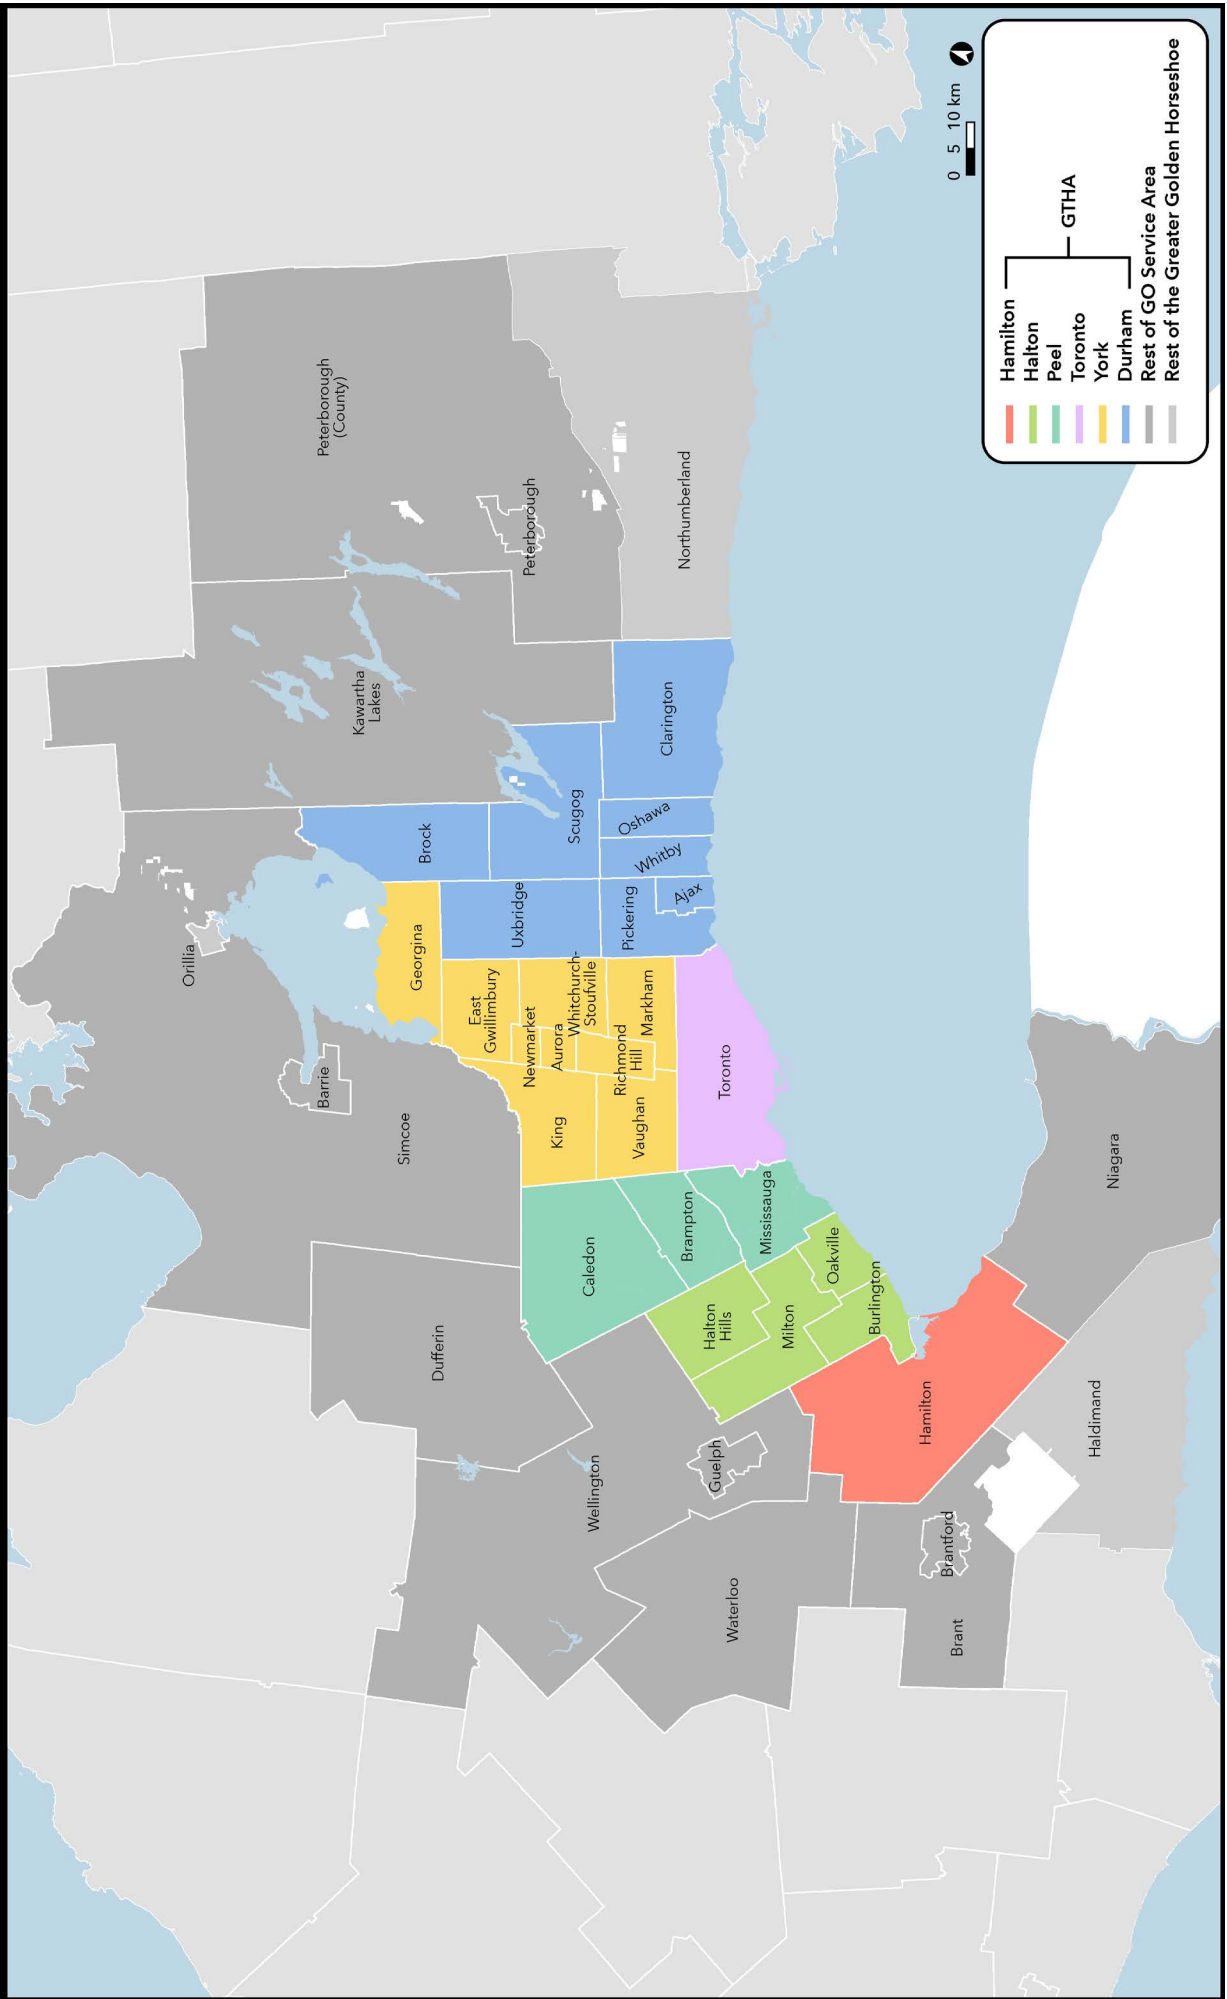 Orillia
Barrie
Simcoe
Kawartha
Lakes
Peterborough
(County)
Peterborough
Northumberland
Dufferin
Georgina
Brock
East
Gwillimbury
Uxbridge
Newmarket
Aurora
Whitchurch-
Stouffville
Scugog
King
Richmond
Hill
Markham
Pickering
Whitby
Oshawa
Clarington
Vaughan
Ajax
Caledon
Brampton
Mississauga
Toronto
Wellington
Halton
Hills
Milton
Oakville
Burlington
Guelph
Waterloo
Hamilton
Brantford
Brant
Haldimand
Niagara
0 5 10 km
Hamilton
Halton
Peel
Toronto
York
Durham
GTHA
Rest of GO Service Area
Rest of the Greater Golden Horseshoe